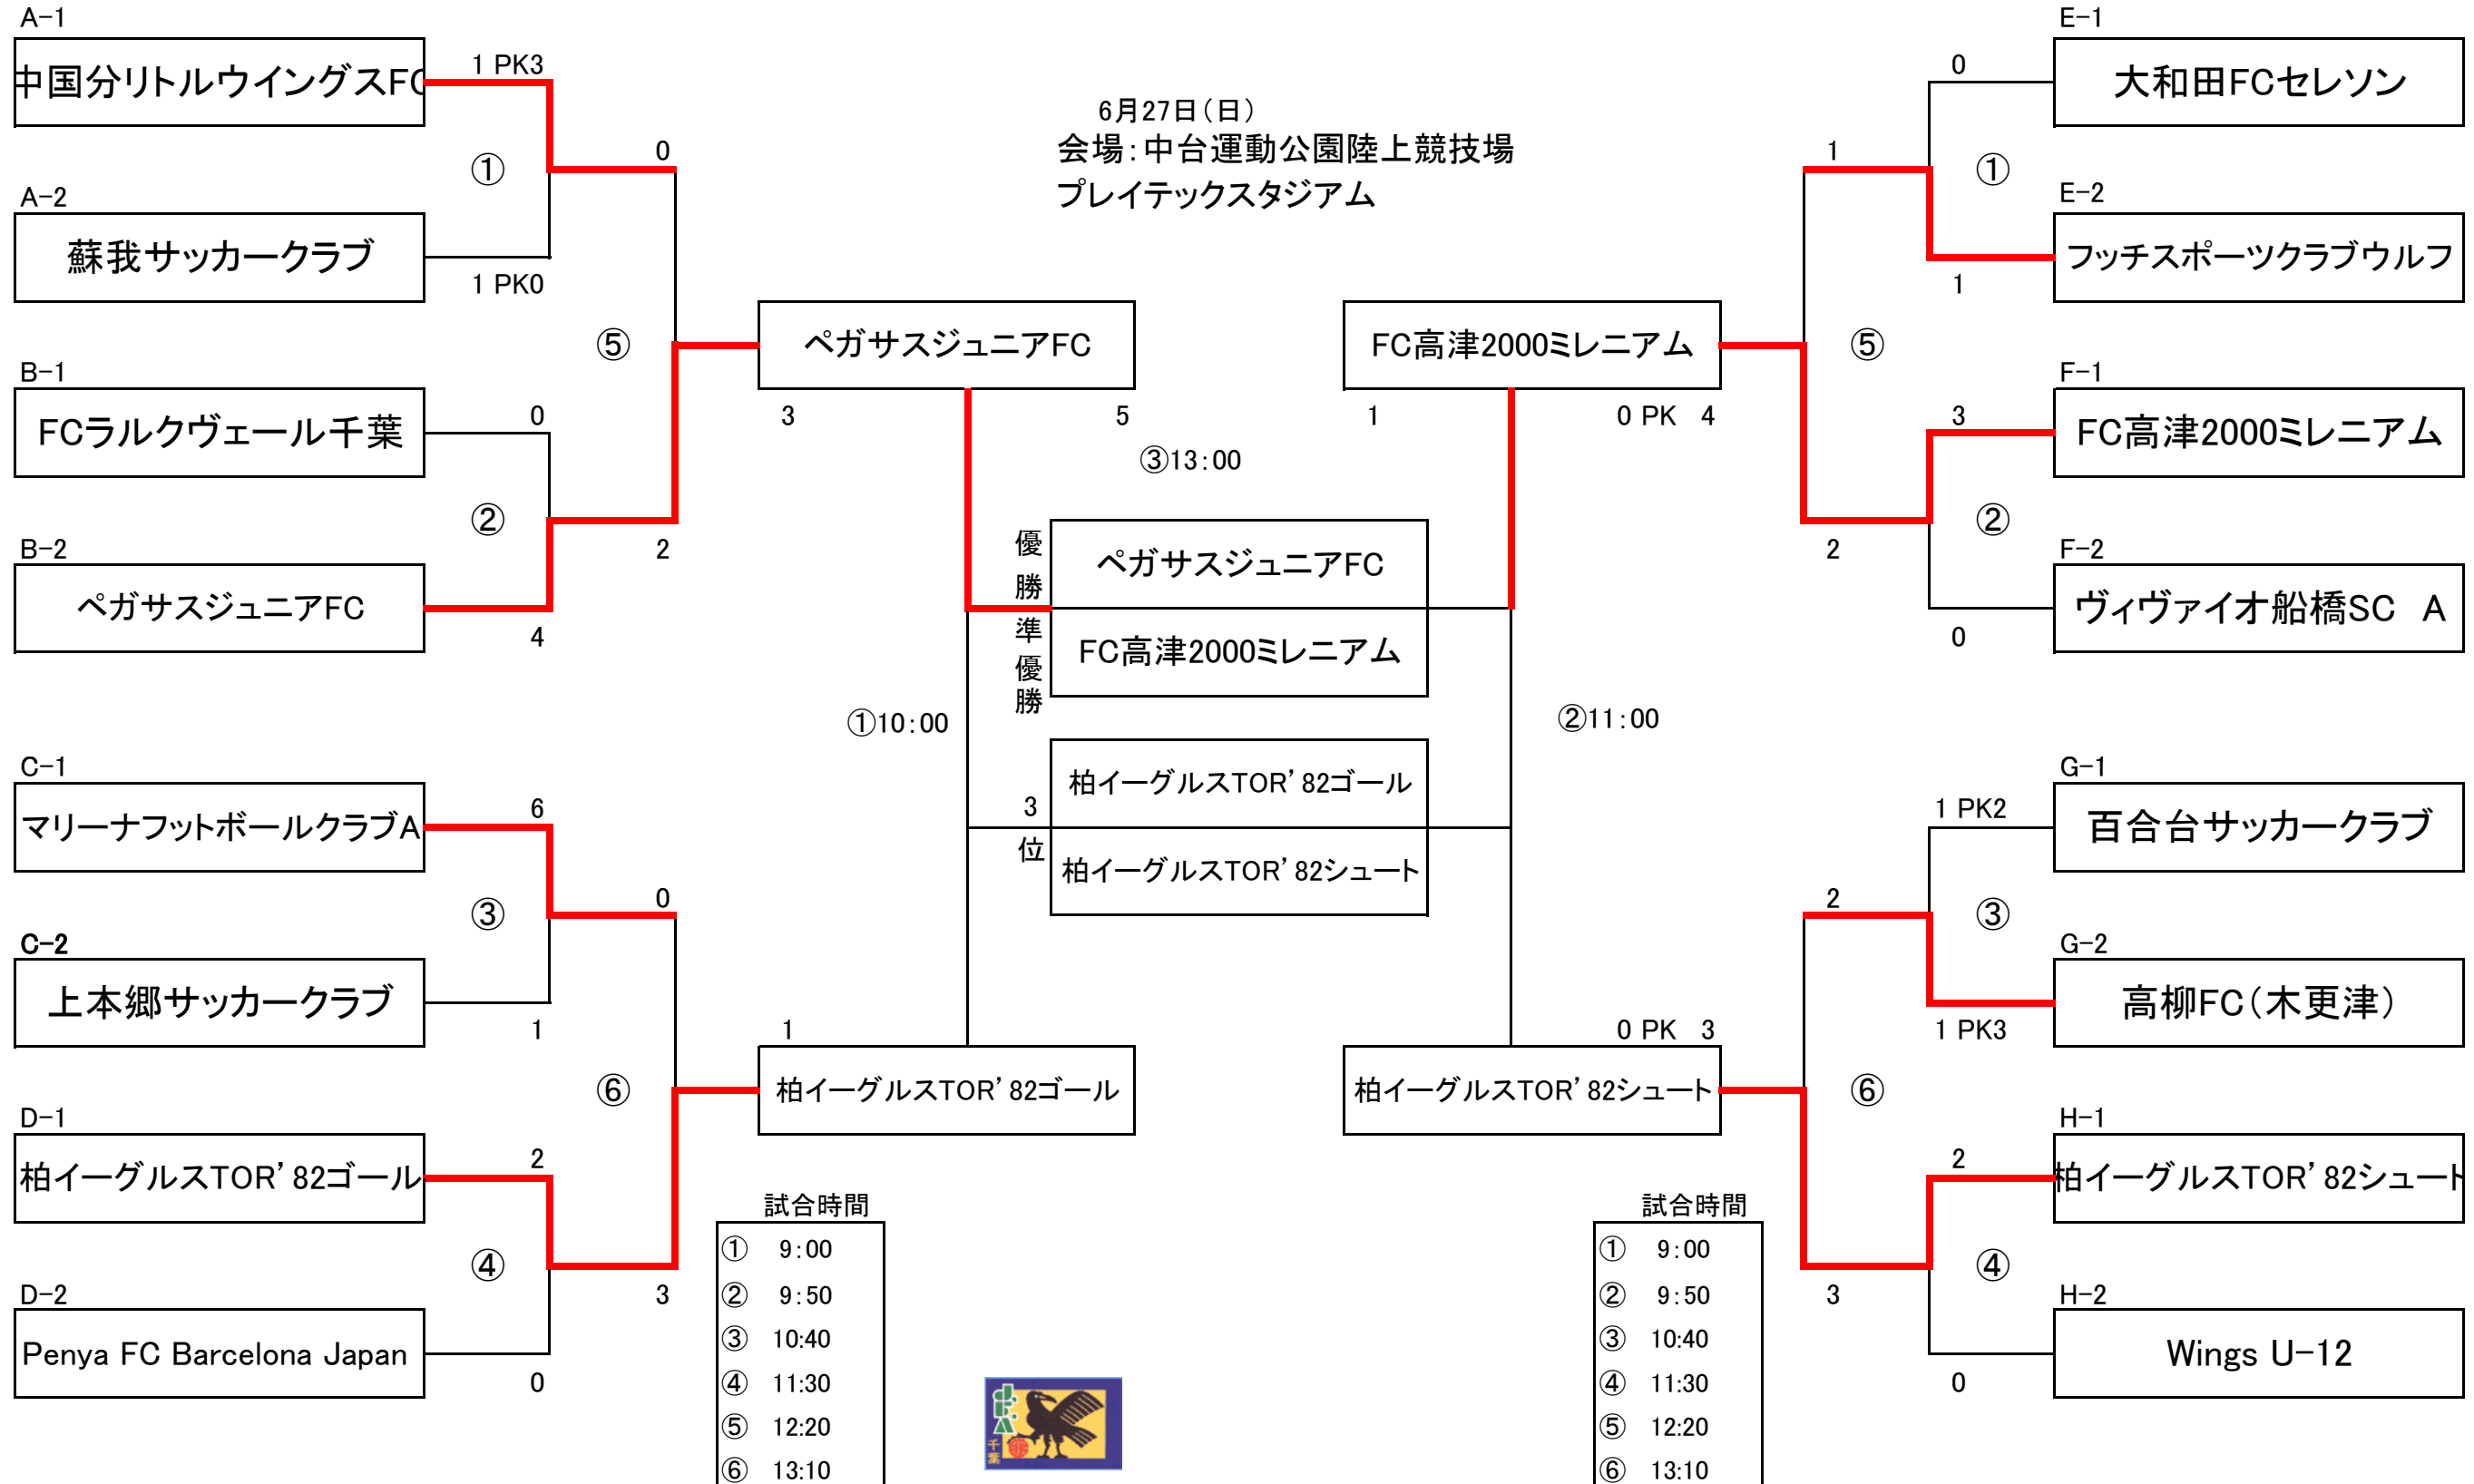 A-1
中国分リトルウイングスFC
1 PK3
①
A-2
蘇我サッカークラブ
1 PK0
0
⑤
B-1
FCラルクヴェール千葉
0
②
B-2
ペガサスジュニアFC
4
2
C-1
マリーナフットボールクラブA
6
③
C-2
上本郷サッカークラブ
1
0
⑥
D-1
柏イーグルスTOR’82ゴール
2
④
D-2
Penya FC Barcelona Japan
0
3
6月27日(日)
会場:中台運動公園陸上競技場
プレイテックスタジアム
ペガサスジュニアFC
3
5
FC高津2000ミレニアム
1
0 PK 4
③13:00
優勝
ペガサスジュニアFC
準優勝
FC高津2000ミレニアム
①10:00
②11:00
3位
柏イーグルスTOR’82ゴール
柏イーグルスTOR’82シュート
1
柏イーグルスTOR’82ゴール
0 PK 3
柏イーグルスTOR’82シュート
試合時間
① 9:00
② 9:50
③ 10:40
④ 11:30
⑤ 12:20
⑥ 13:10
千葉
試合時間
① 9:00
② 9:50
③ 10:40
④ 11:30
⑤ 12:20
⑥ 13:10
E-1
大和田FCセレソン
0
1
①
E-2
フッチスポーツクラブウルフ
1
⑤
F-1
FC高津2000ミレニアム
3
②
2
F-2
ヴィヴァイオ船橋SC A
0
G-1
百合台サッカークラブ
1 PK2
2
③
G-2
高柳FC(木更津)
1 PK3
⑥
H-1
柏イーグルスTOR’82シュート
2
④
3
H-2
Wings U-12
0